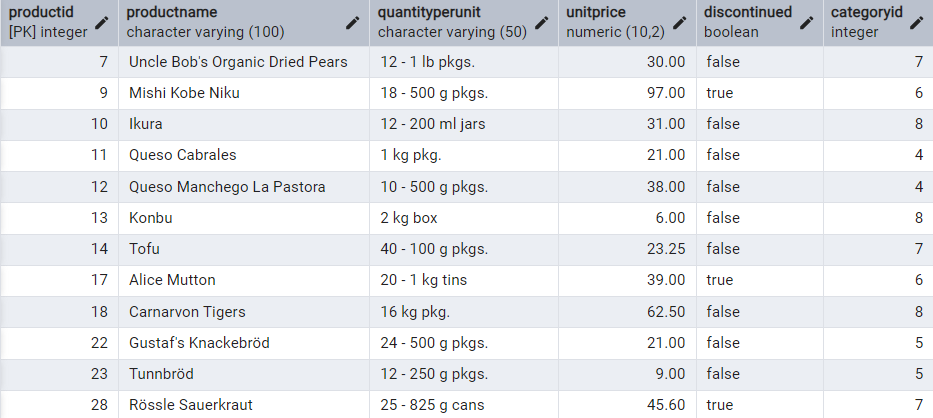 productid productname quantityperunit unitprice discontinued categoryid
[PK] integer character varying (100) character varying (50) numeric (10,2) boolean integer
7 Uncle Bob's Organic Dried Pears 12 - 1 lb pkgs. 30.00 false 7
9 Mishi Kobe Niku 18 - 500 g pkgs. 97.00 true 6
10 Ikura 12 - 200 ml jars 31.00 false 8
11 Queso Cabrales 1 kg pkg. 21.00 false 4
12 Queso Manchego La Pastora 10 - 500 g pkgs. 38.00 false 4
13 Konbu 2 kg box 6.00 false 8
14 Tofu 40 - 100 g pkgs. 23.25 false 7
17 Alice Mutton 20 - 1 kg tins 39.00 true 6
18 Carnarvon Tigers 16 kg pkg. 62.50 false 8
22 Gustaf's Knackebröd 24 - 500 g pkgs. 21.00 false 5
23 Tunnbröd 12 - 250 g pkgs. 9.00 false 5
28 Rössle Sauerkraut 25 - 825 g cans 45.60 true 7